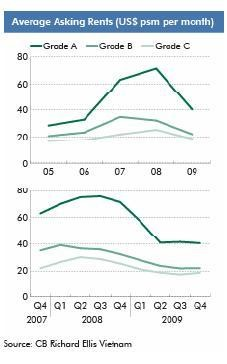 Average Asking Rents (US$ psm per month)
Grade A Grade B Grade C
80
60
40
20
0
05 06 07 08 09
80
60
40
20
0
Q4 Q1 Q2 Q3 Q4 Q1 Q2 Q3 Q4
2007 2008 2009
Source: CB Richard Ellis Vietnam